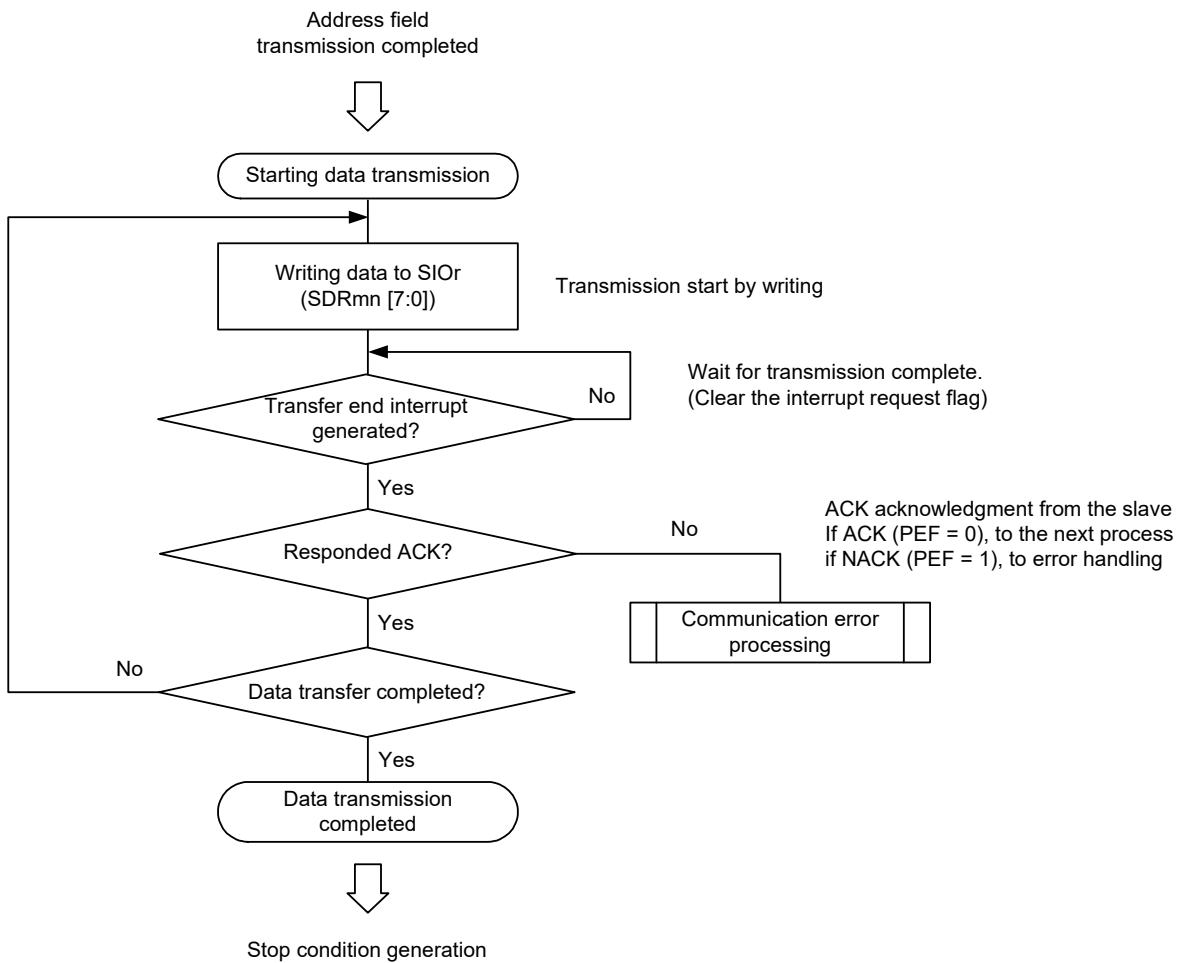 Address field
transmission completed
Starting data transmission
Writing data to SIOr
(SDRmn [7:0])
Transmission start by writing
Transfer end interrupt
generated?
No
Wait for transmission complete.
(Clear the interrupt request flag)
Yes
Responded ACK?
No
ACK acknowledgment from the slave
If ACK (PEF = 0), to the next process
if NACK (PEF = 1), to error handling
Communication error
processing
Yes
No
Data transfer completed?
Yes
Data transmission
completed
Stop condition generation